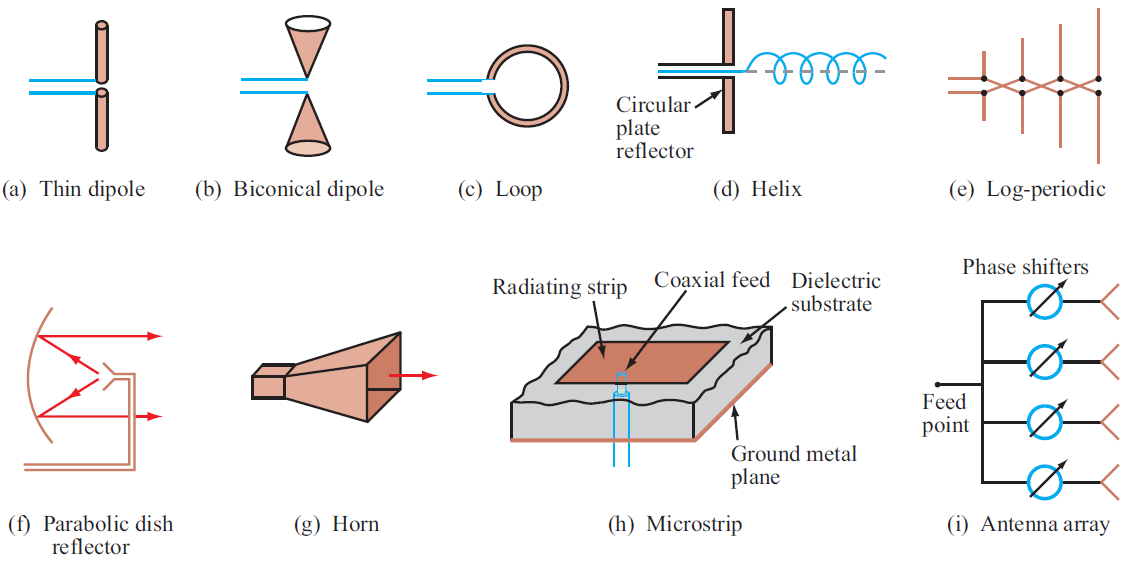 (a) Thin dipole
(b) Biconical dipole
(c) Loop
Circular
plate
reflector
(d) Helix
(e) Log-periodic
(f) Parabolic dish
reflector
(g) Horn
Radiating strip
Coaxial feed
Dielectric
substrate
Ground metal
plane
(h) Microstrip
Phase shifters
Feed
point
(i) Antenna array